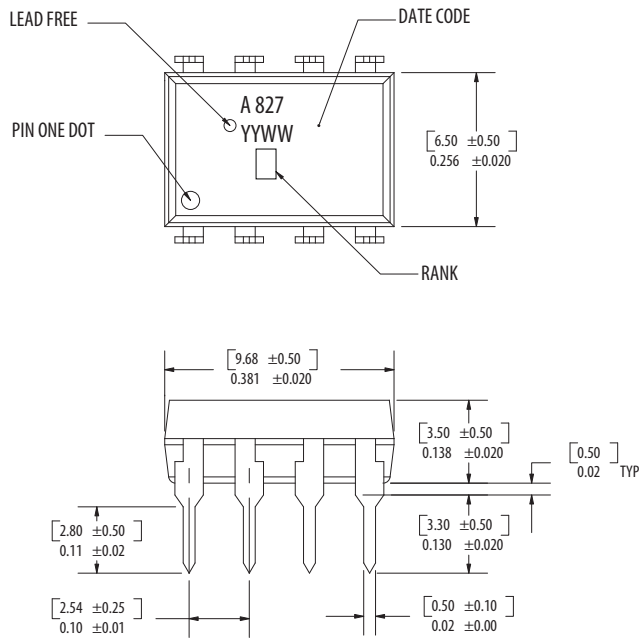 LEAD FREE
DATE CODE
A 827
PIN ONE DOT
YYWW
6.50 ±0.50
0.256 ±0.020
RANK
9.68 ±0.50
0.381 ±0.020
3.50 ±0.50
0.138 ±0.020
0.50
0.02 TYP
2.80 ±0.50
0.11 ±0.02
3.30 ±0.50
0.130 ±0.020
2.54 ±0.25
0.10 ±0.01
0.50 ±0.10
0.02 ±0.00